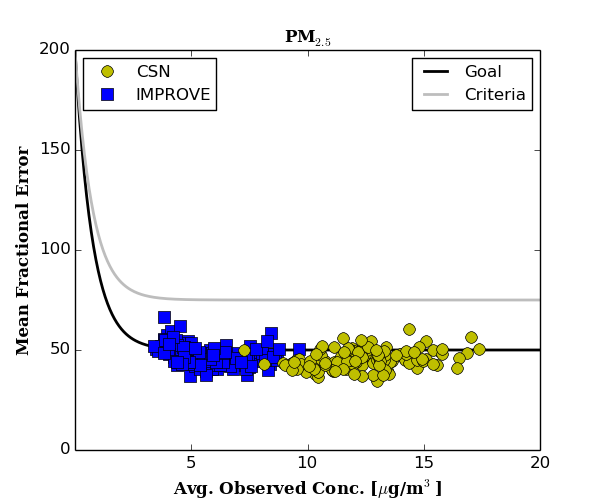 PM₂.₅
200
CSN
IMPROVE
Goal
Criteria
150
100
50
0
Mean Fractional Error
5 10 15 20
Avg. Observed Conc. [μg/m³]